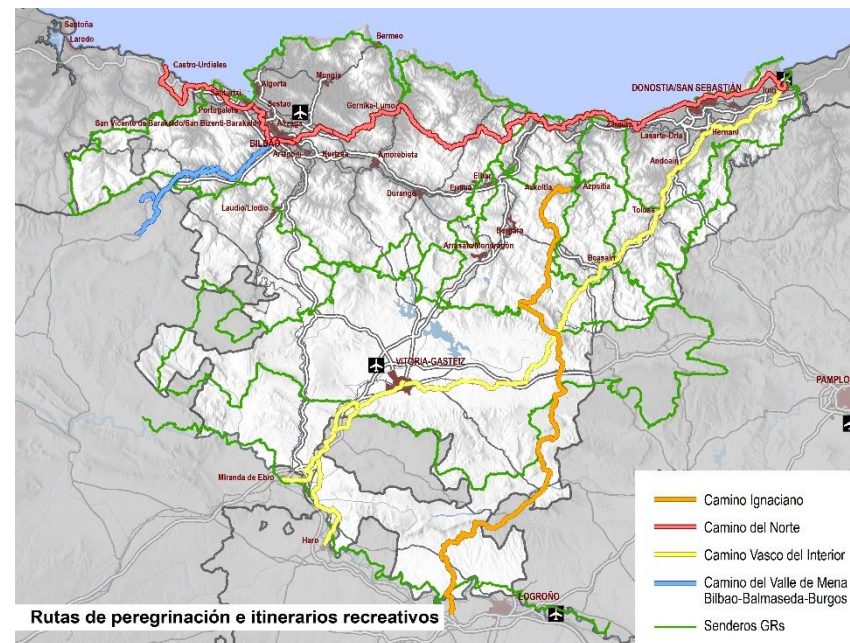 Santoña
Laredo
Castro-Urdiales
Bermeo
Algorta
Mungia
Santurtzi
Sestao
Portugalete
Gernika-Lumo
DONOSTIA/SAN SEBASTIÁN
Irun
San Vicente de Barakaldo/San Bizenti-Barakaldo
BILBAO
Zarautz
Lasarte-Oria
Hernani
Amorebieta
Andoain
Durango
Ermua
Eibar
Azkoitia
Azpeitia
Laudio/Llodio
Tolosa
Bergara
Arrasate/Mondragón
Beasain
VITORIA-GASTEIZ
PAMPLO
Miranda de Ebro
Haro
LOGROÑO
Camino Ignaciano
Camino del Norte
Camino Vasco del Interior
Camino del Valle de Mena
Bilbao-Balmaseda-Burgos
Senderos GRs
Rutas de peregrinación e itinerarios recreativos